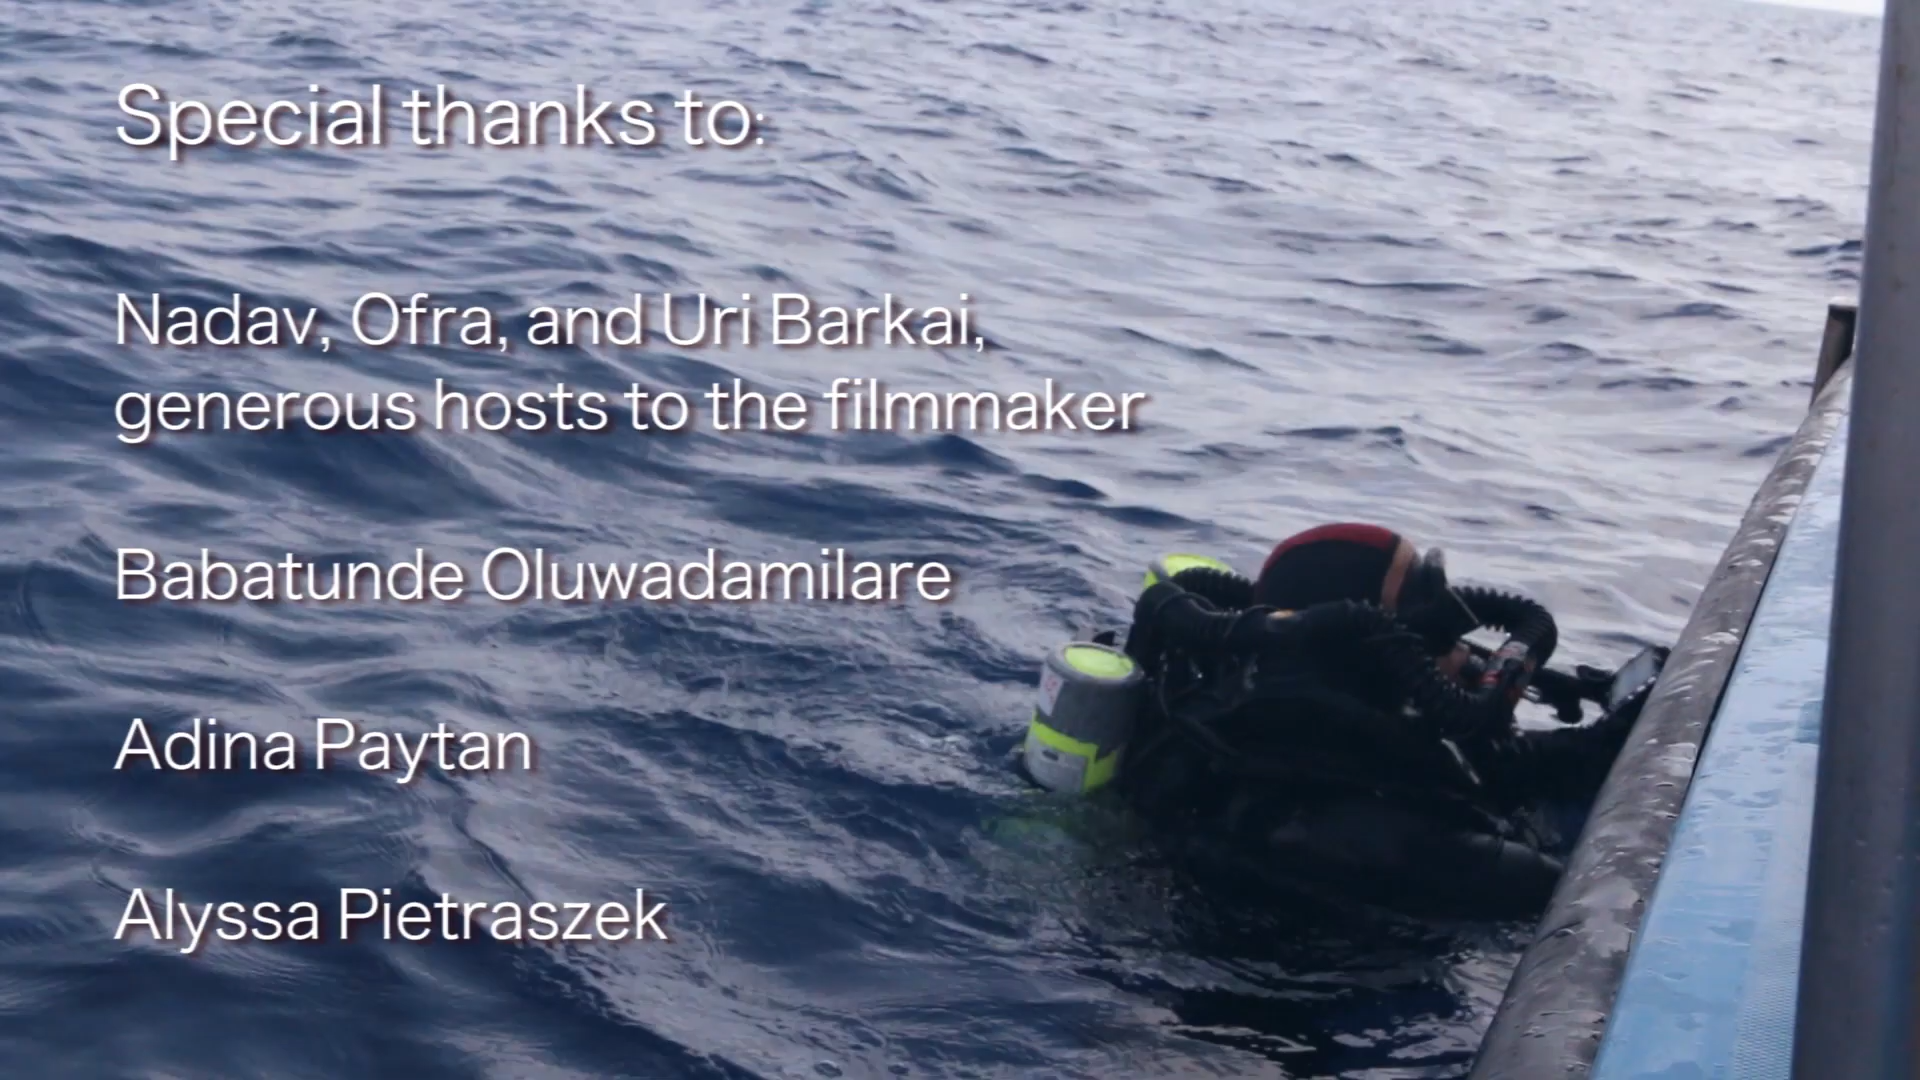 Special thanks to:
Nadav, Ofra, and Uri Barkai,
generous hosts to the filmmaker
Babatunde Oluwadamilare
Adina Paytan
Alyssa Pietraszek